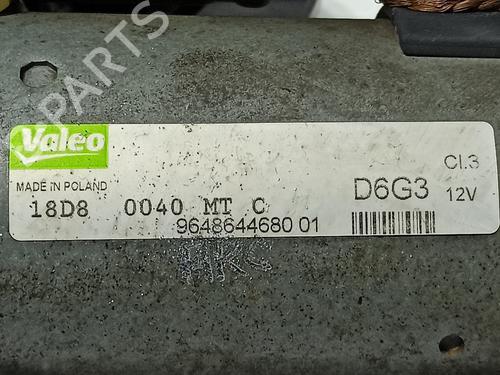 PARTS
Valeo
MADE IN POLAND
18D8 0040 MT C
9648644680 01
D6G3
Cl.3
12V